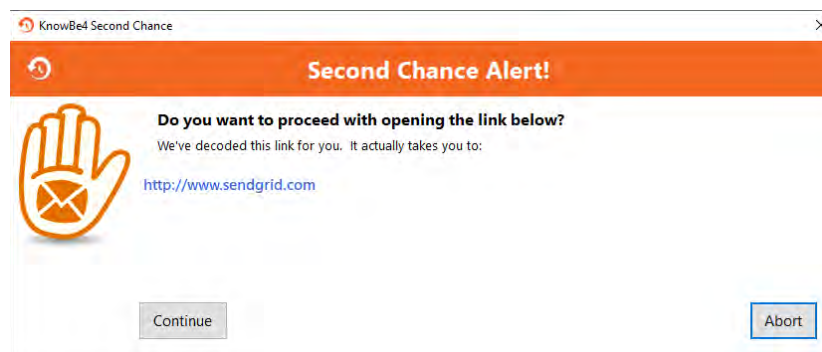 KnowBe4 Second Chance
Second Chance Alert!
Do you want to proceed with opening the link below?
We've decoded this link for you.  It actually takes you to:
http://www.sendgrid.com
Continue
Abort